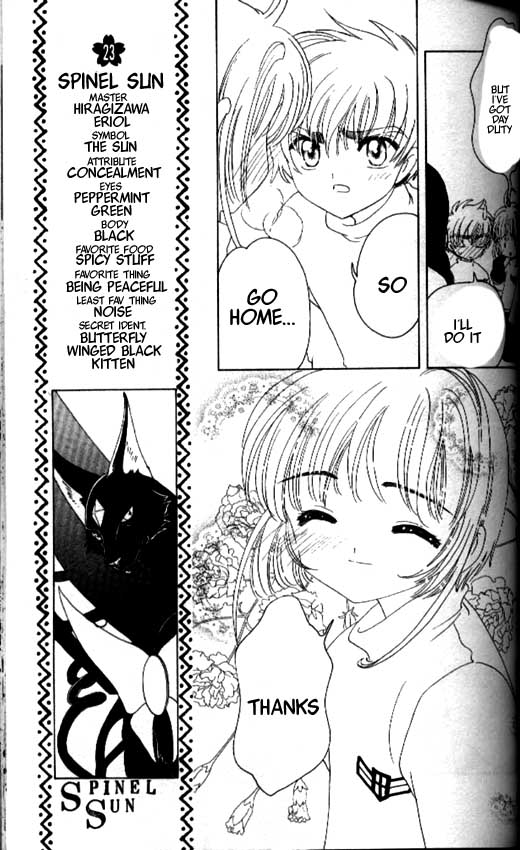 BUT
I'VE
GOT
DAY
DUTY
I'LL
DO IT
SO
GO
HOME...
THANKS
23
SPINEL SUN
MASTER
HIRAGIZAWA
ERIOL
SYMBOL
THE SUN
ATTRIBUTE
CONCEALMENT
EYES
PEPPERMINT
GREEN
BODY
BLACK
FAVORITE FOOD
SPICY STUFF
FAVORITE THING
BEING PEACEFUL
LEAST FAV THING
NOISE
SECRET IDENT.
BUTTERFLY
WINGED BLACK
KITTEN
SPINEL
SUN